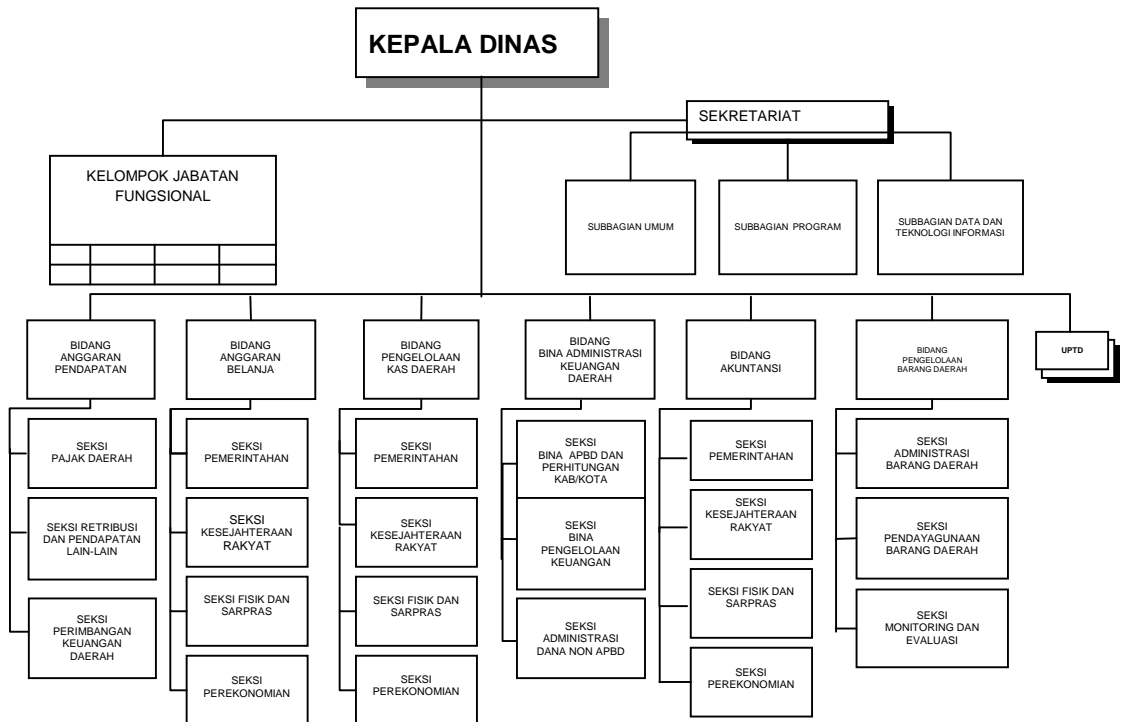 KEPALA DINAS
SEKRETARIAT
KELOMPOK JABATAN
FUNGSIONAL
SUBBAGIAN UMUM
SUBBAGIAN PROGRAM
SUBBAGIAN DATA DAN
TEKNOLOGI INFORMASI
BIDANG
ANGGARAN
PENDAPATAN
BIDANG
ANGGARAN
BELANJA
BIDANG
PENGELOLAAN
KAS DAERAH
BIDANG
BINA ADMINISTRASI
KEUANGAN
DAERAH
BIDANG
AKUNTANSI
BIDANG
PENGELOLAAN
BARANG DAERAH
UPTD
SEKSI
PAJAK DAERAH
SEKSI RETRIBUSI
DAN PENDAPATAN
LAIN-LAIN
SEKSI
PERIMBANGAN
KEUANGAN
DAERAH
SEKSI
PEMERINTAHAN
SEKSI
KESEJAHTERAAN
RAKYAT
SEKSI FISIK DAN
SARPRAS
SEKSI
PEREKONOMIAN
SEKSI
PEMERINTAHAN
SEKSI
KESEJAHTERAAN
RAKYAT
SEKSI FISIK DAN
SARPRAS
SEKSI
PEREKONOMIAN
SEKSI
BINA APBD DAN
PERHITUNGAN
KAB/KOTA
SEKSI
BINA
PENGELOLAAN
KEUANGAN
SEKSI
ADMINISTRASI
DANA NON APBD
SEKSI
PEMERINTAHAN
SEKSI
KESEJAHTERAAN
RAKYAT
SEKSI FISIK DAN
SARPRAS
SEKSI
PEREKONOMIAN
SEKSI
ADMINISTRASI
BARANG DAERAH
SEKSI
PENDAYAGUNAAN
BARANG DAERAH
SEKSI
MONITORING DAN
EVALUASI